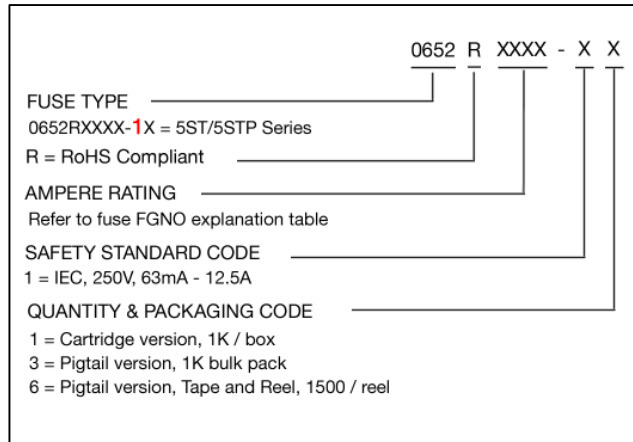 0652 R XXXX - X X
FUSE TYPE
0652RXXXX-1X = 5ST/5STP Series
R = RoHS Compliant
AMPERE RATING
Refer to fuse FGNO explanation table
SAFETY STANDARD CODE
1 = IEC, 250V, 63mA - 12.5A
QUANTITY & PACKAGING CODE
1 = Cartridge version, 1K / box
3 = Pigtail version, 1K bulk pack
6 = Pigtail version, Tape and Reel, 1500 / reel